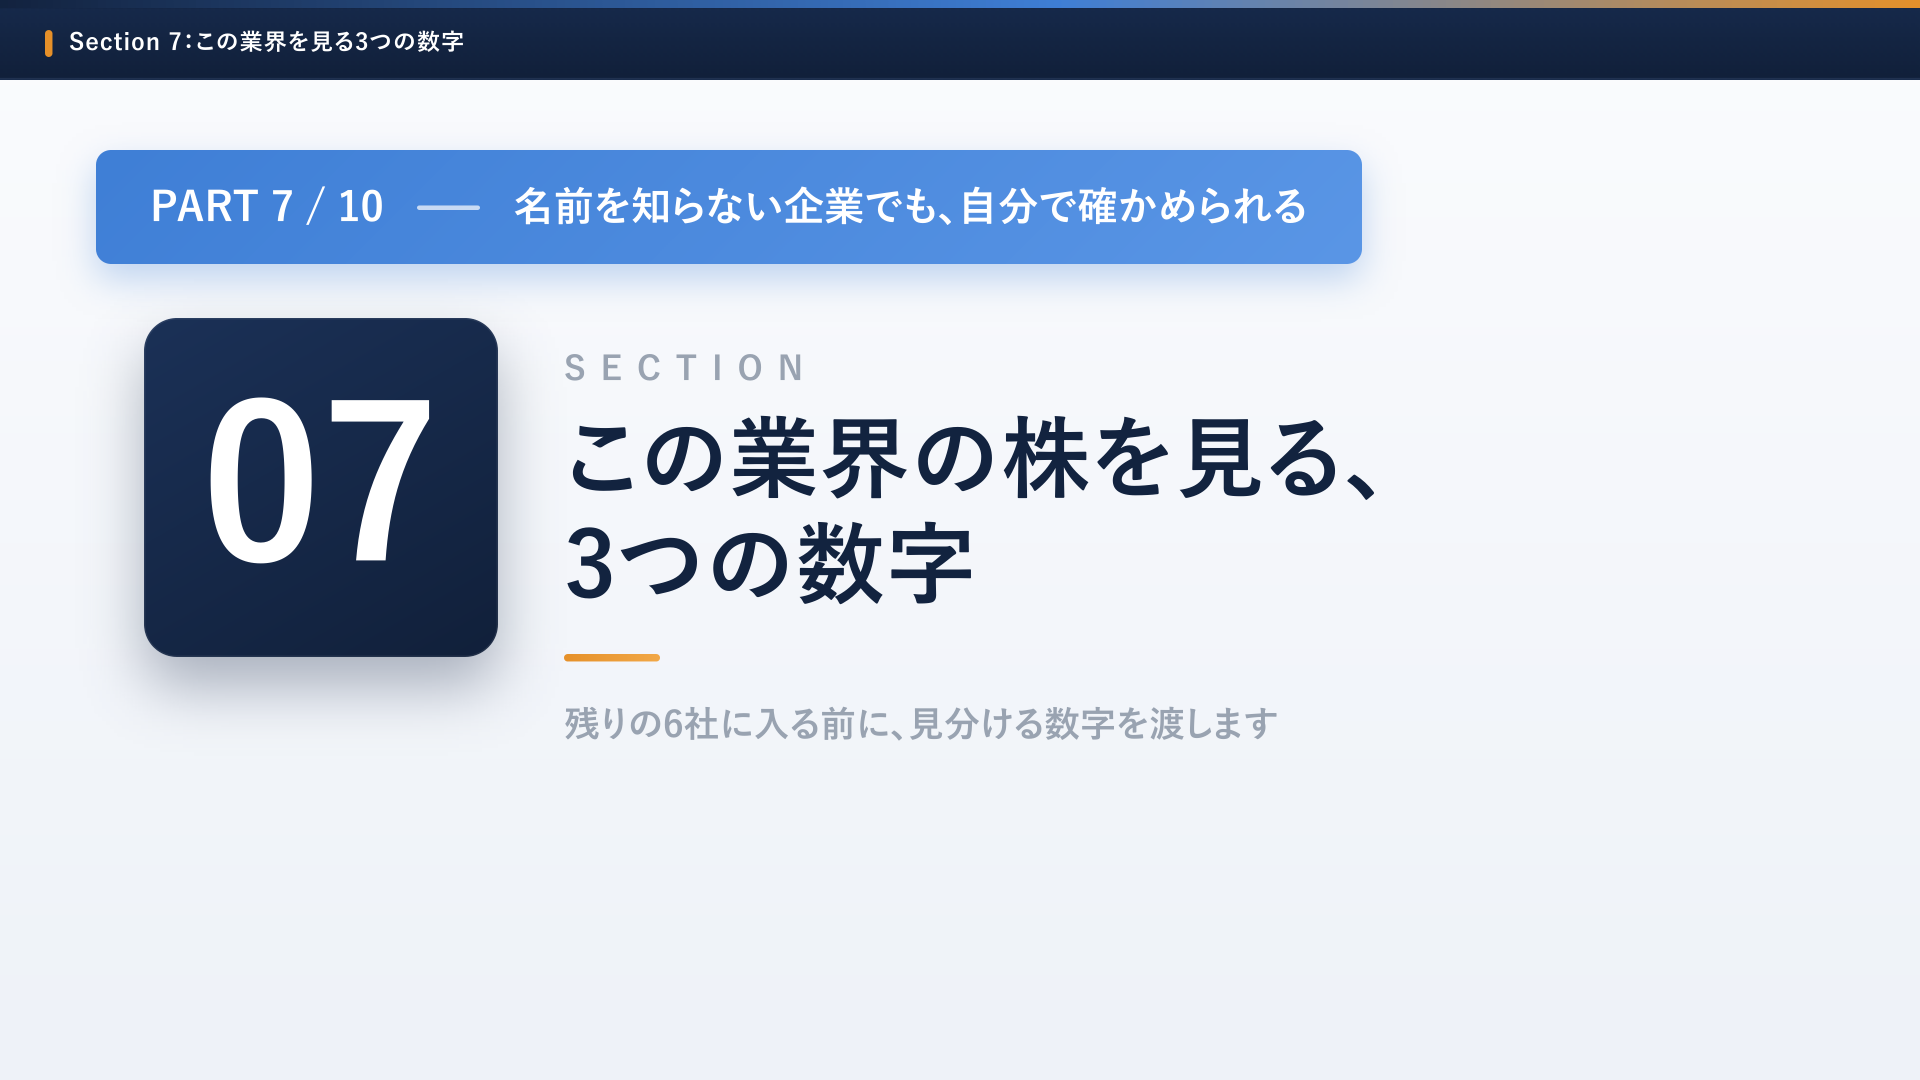 Section 7：この業界を見る3つの数字
PART 7 / 10 — 名前を知らない企業でも、自分で確かめられる
07
SECTION
この業界の株を見る、
3つの数字
残りの6社に入る前に、見分ける数字を渡します